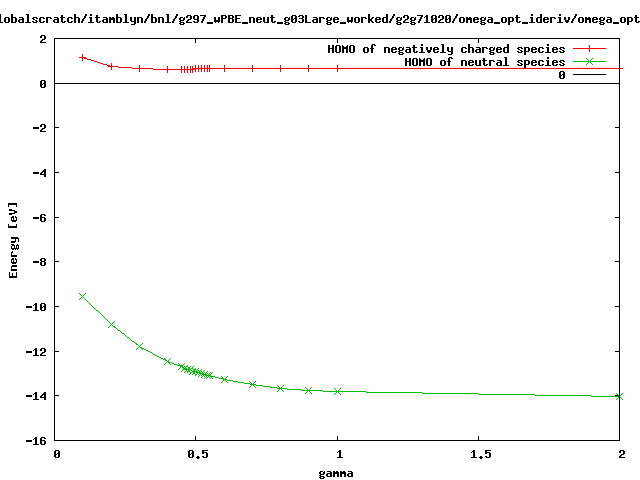 lobalscratch/itamblyn/bnl/g297_wPBE_neut_g03Large_worked/g2g71020/omega_opt_ideriv/omega_opt
HOMO of negatively charged species
HOMO of neutral species
0
2
0
-2
-4
-6
-8
-10
-12
-14
-16
Energy [eV]
0 0.5 1 1.5 2
gamma